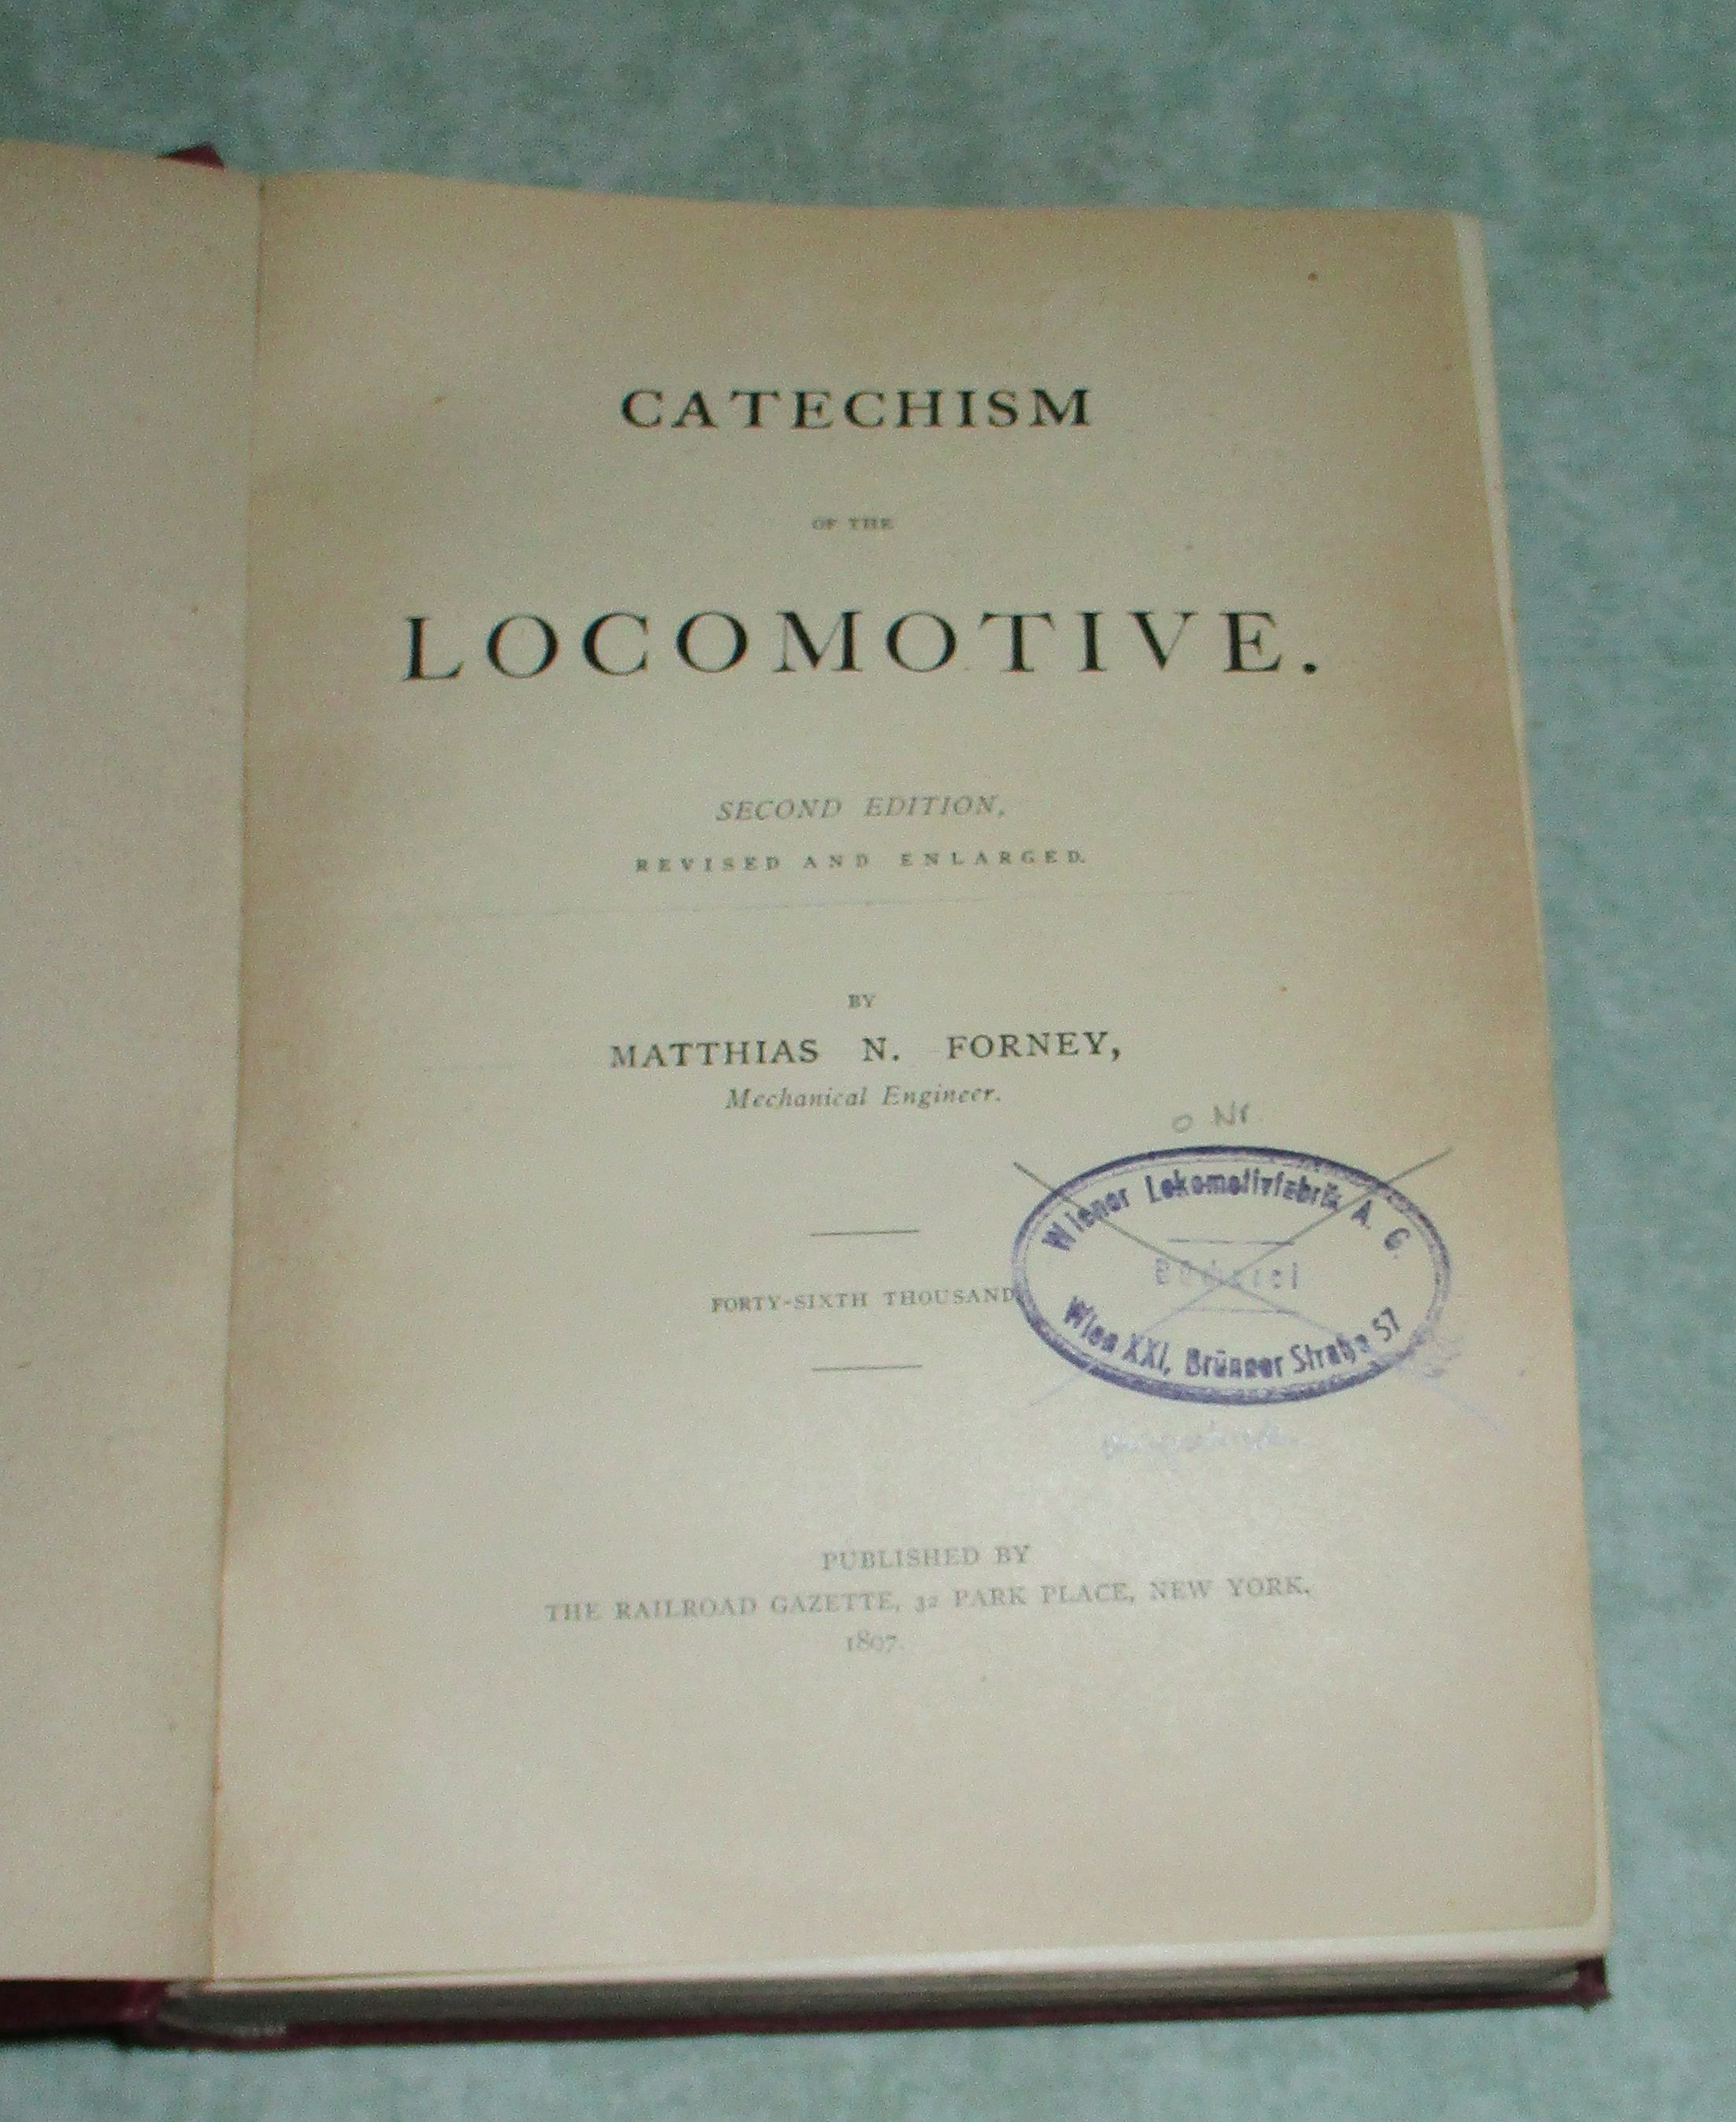 CATECHISM
OF THE
LOCOMOTIVE.
SECOND EDITION,
REVISED AND ENLARGED.
BY
MATTHIAS N. FORNEY,
Mechanical Engineer.
O Nr
Wiener Lokomotivfabrik A. G.
Bücherei
Wien XXI, Brünner Straße 57
FORTY-SIXTH THOUSAND.
PUBLISHED BY
THE RAILROAD GAZETTE, 32 PARK PLACE, NEW YORK.
1897.